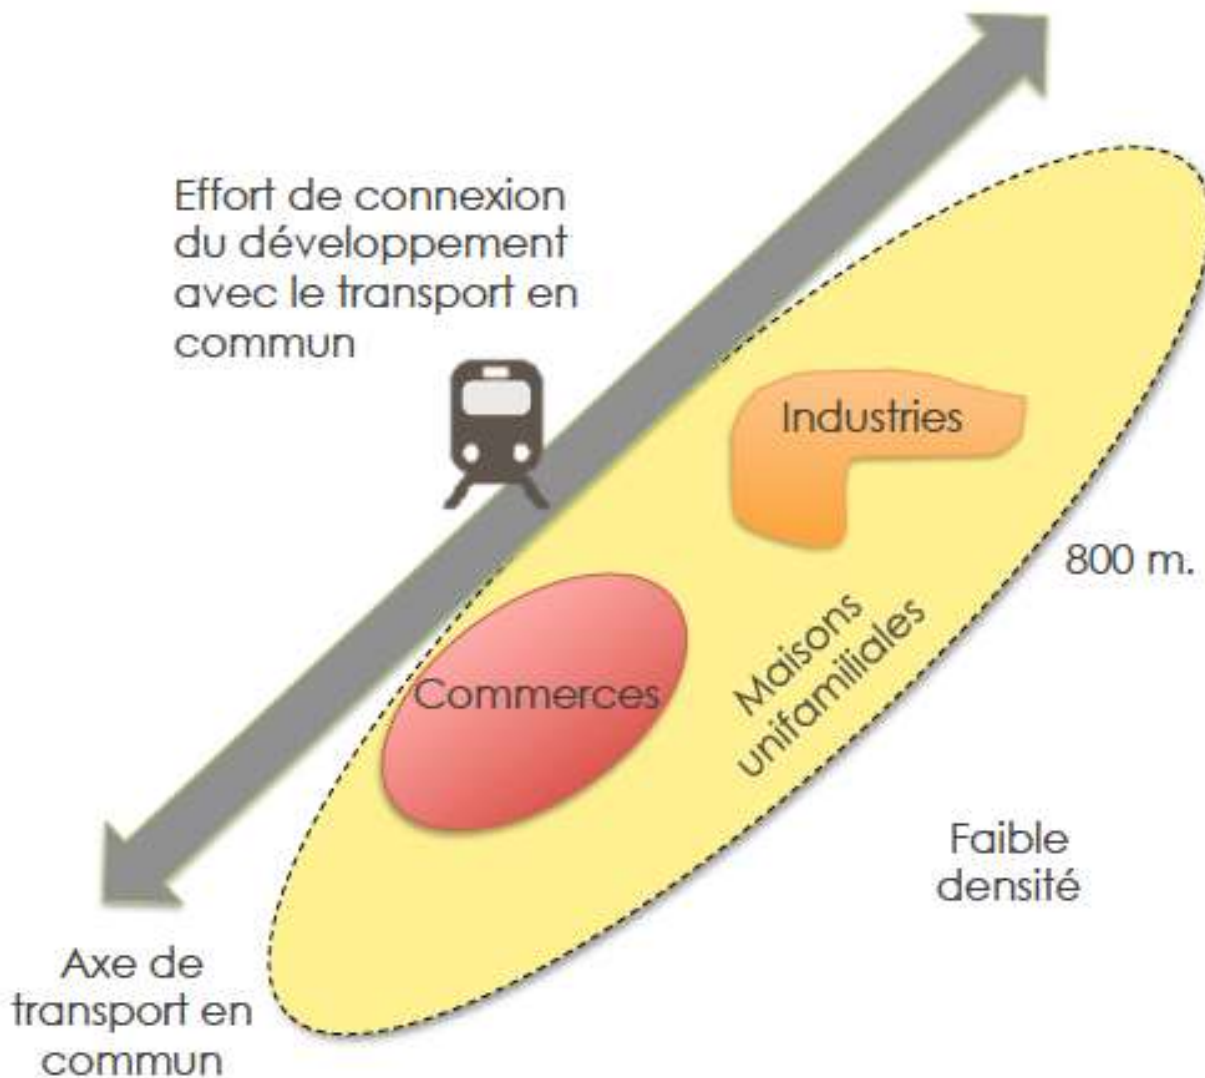 Effort de connexion
du développement
avec le transport en
commun
Industries
800 m.
Commerces
Maisons
unifamiliales
Faible
densité
Axe de
transport en
commun